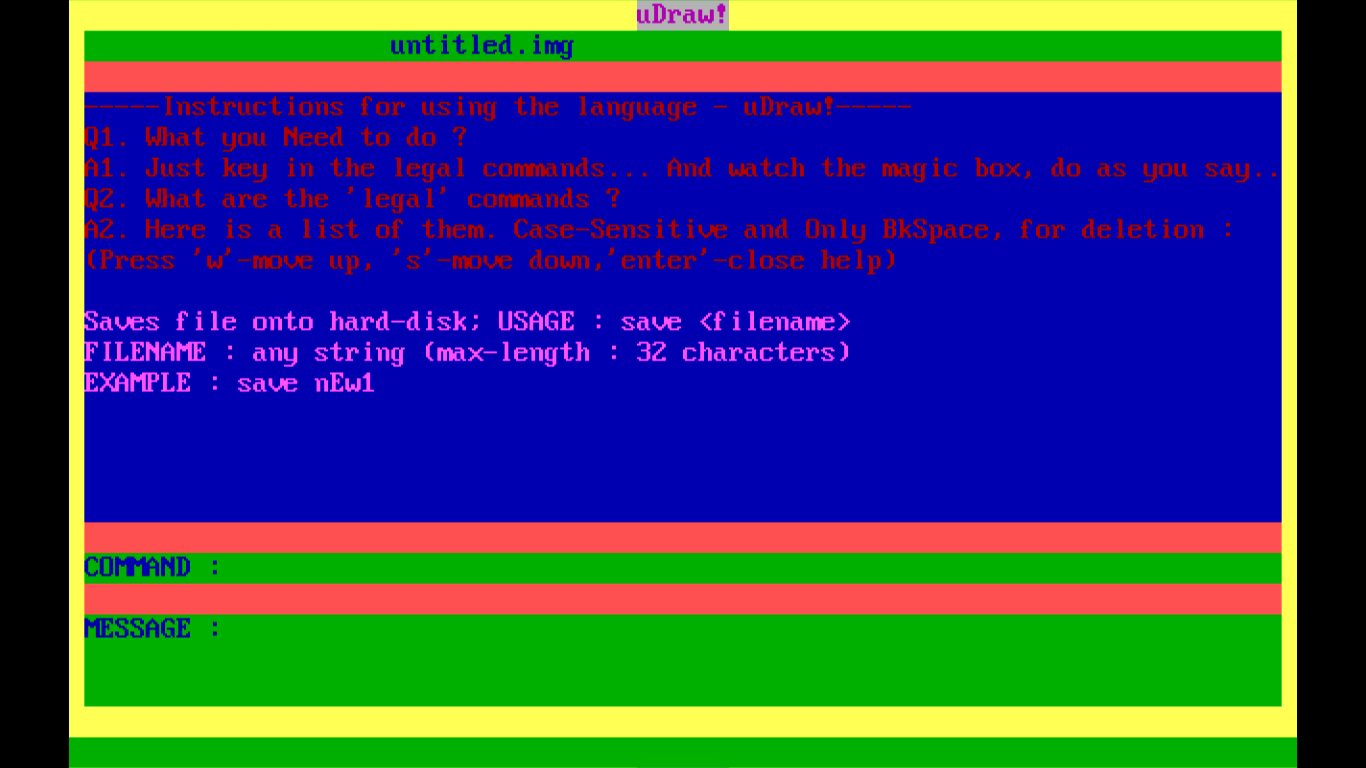 uDraw!
untitled.img
-----Instructions for using the language - uDraw!-----
Q1. What you Need to do ?
A1. Just key in the legal commands... And watch the magic box, do as you say..
Q2. What are the 'legal' commands ?
A2. Here is a list of them. Case-Sensitive and Only BkSpace, for deletion :
(Press 'w'-move up, 's'-move down,'enter'-close help)
Saves file onto hard-disk; USAGE : save <filename>
FILENAME : any string (max-length : 32 characters)
EXAMPLE : save nEw1
COMMAND :
MESSAGE :